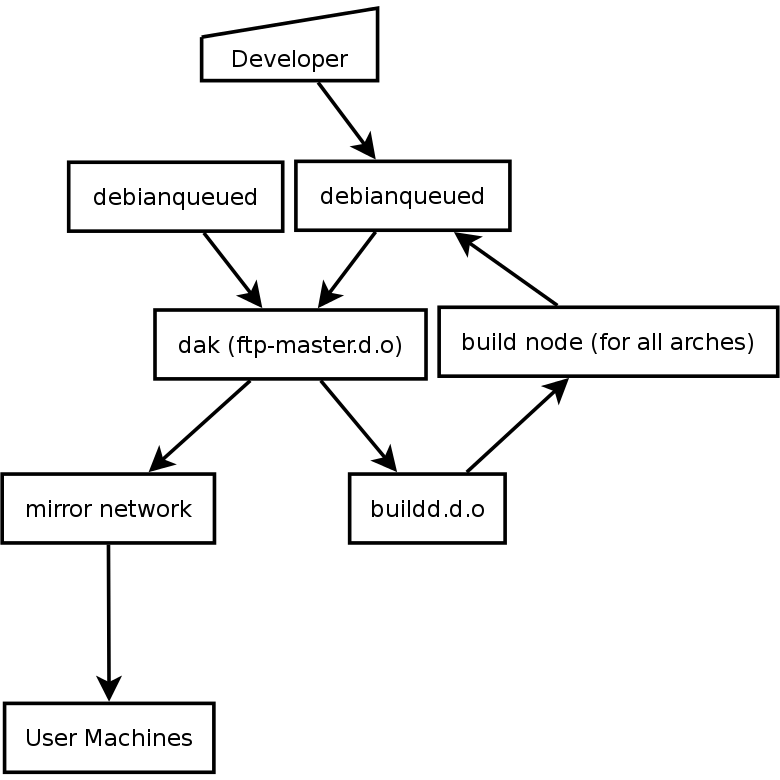 Developer
debianqueued
debianqueued
dak (ftp-master.d.o)
build node (for all arches)
mirror network
buildd.d.o
User Machines